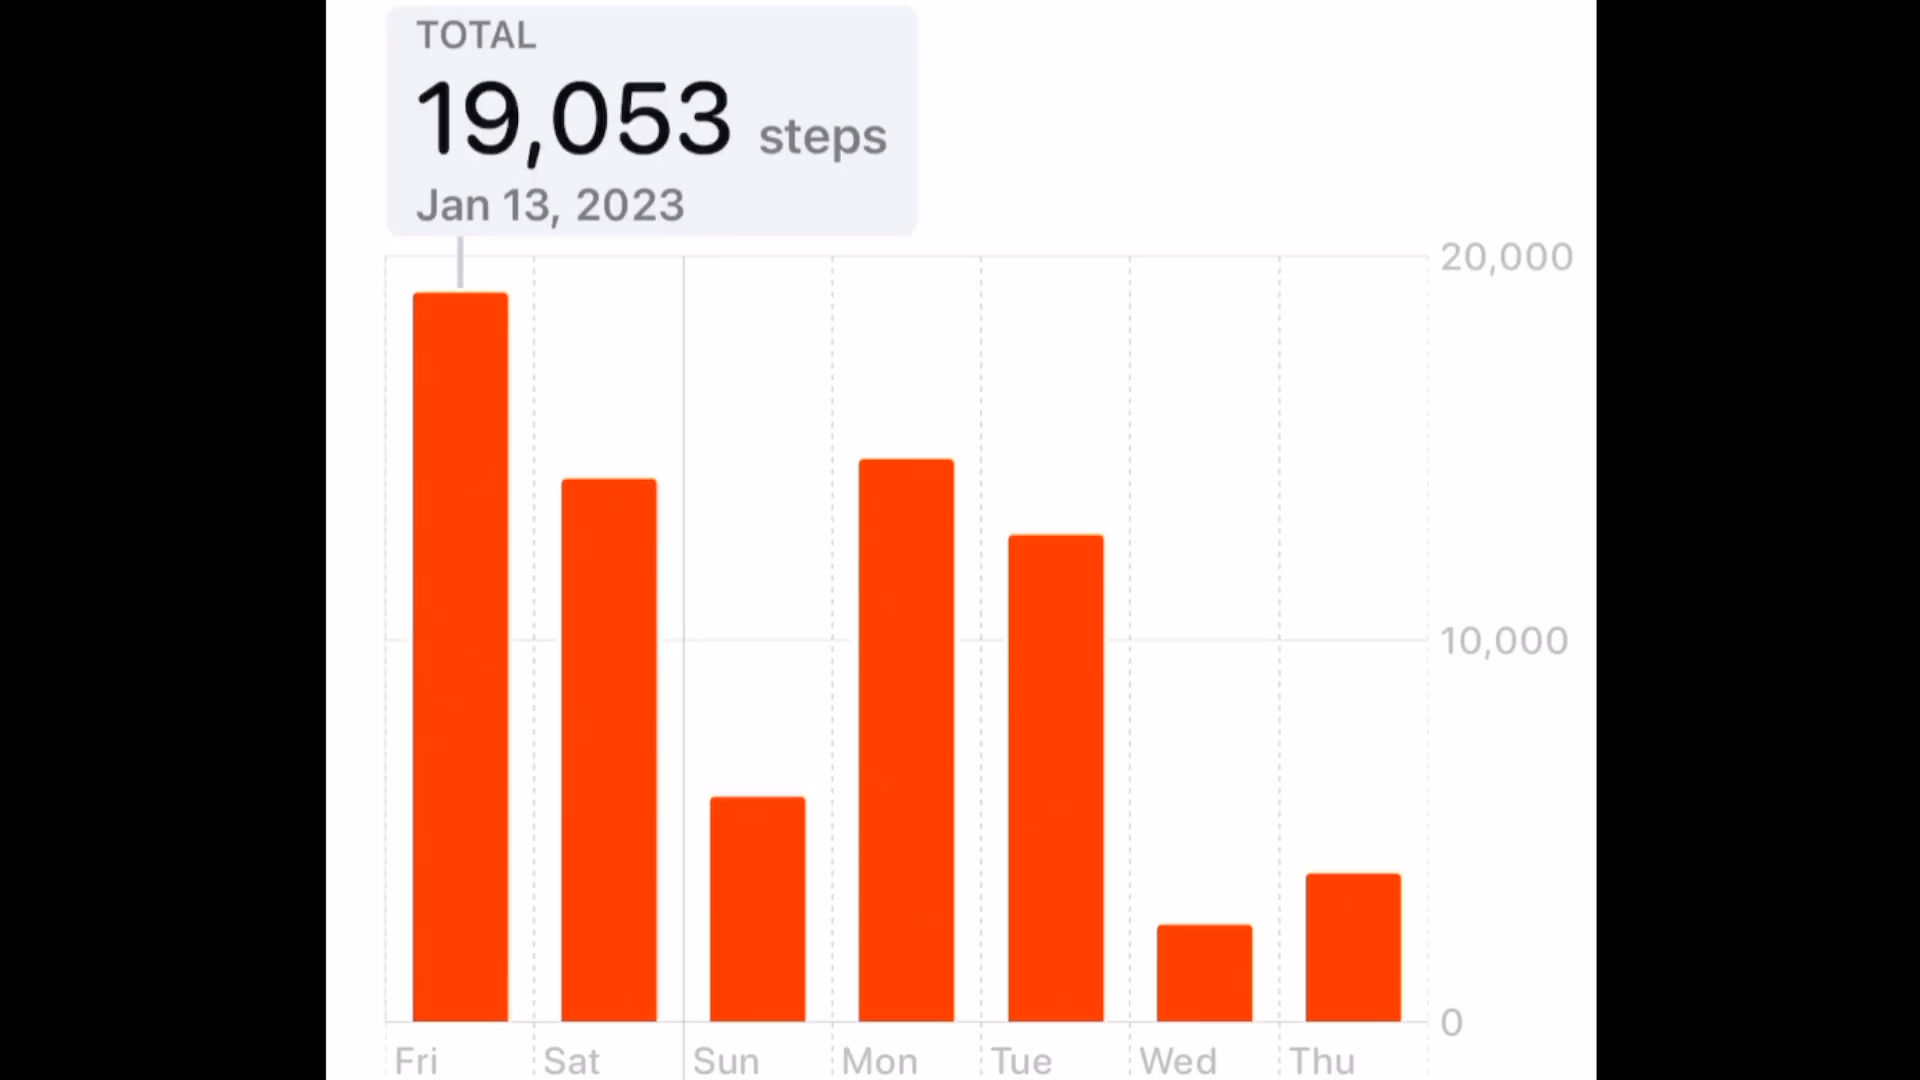 TOTAL
19,053 steps
Jan 13, 2023
20,000
10,000
0
Fri Sat Sun Mon Tue Wed Thu